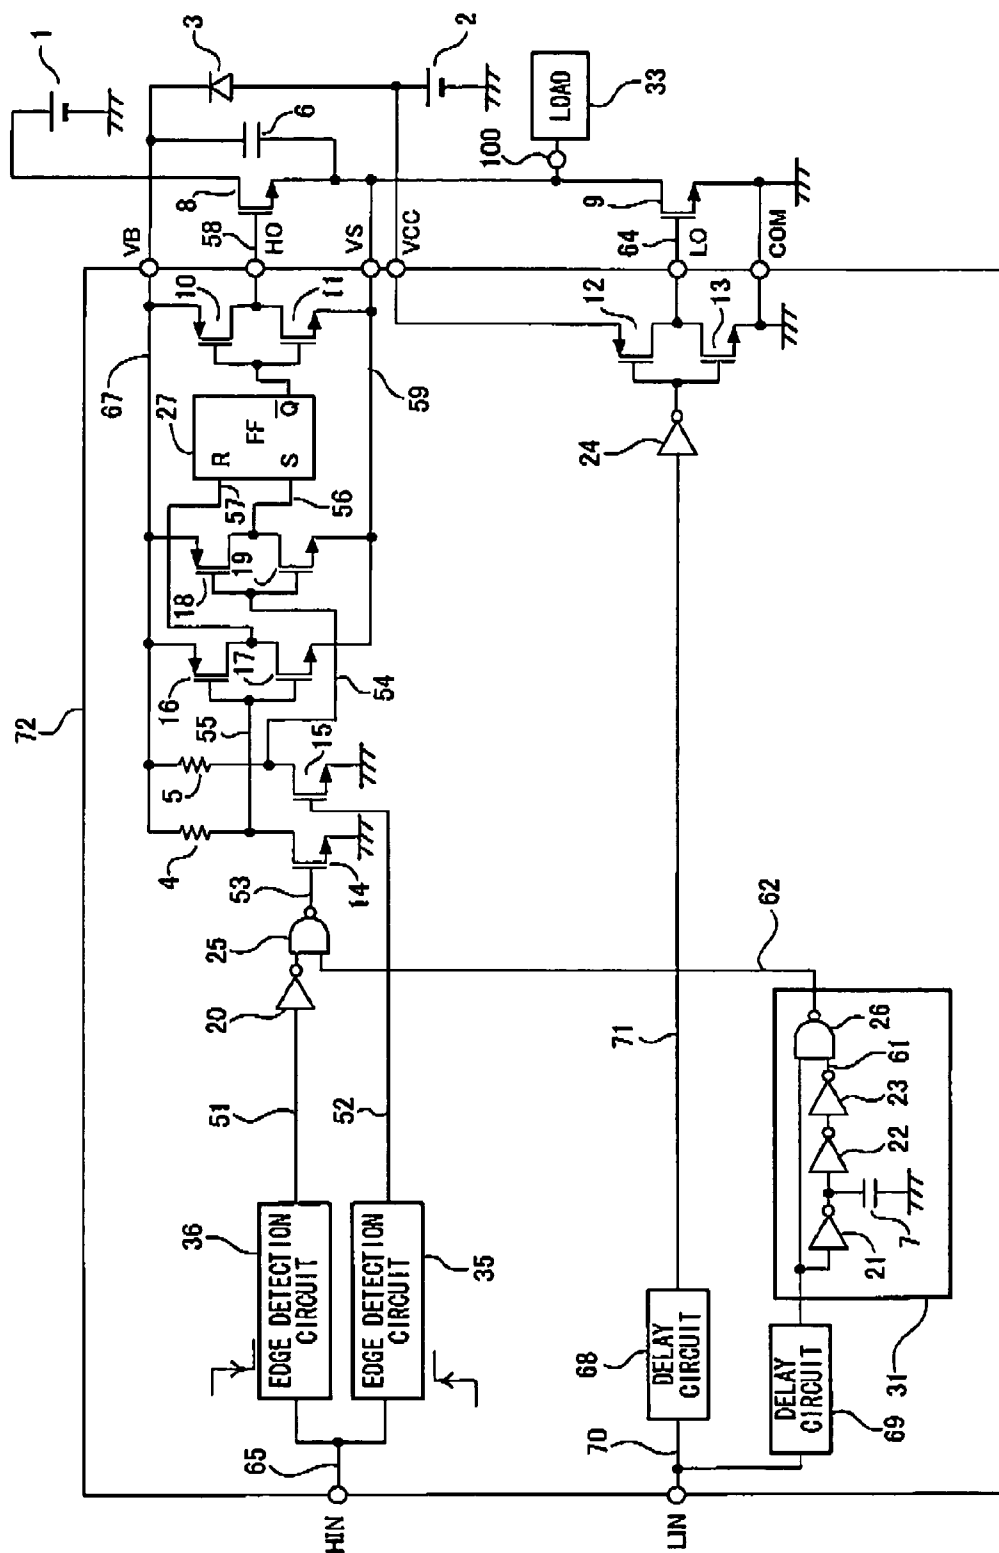 72
HIN
65
36
EDGE DETECTION
CIRCUIT
EDGE DETECTION
CIRCUIT
35
51
52
20
25
53
14
15
4
5
55
54
16
17
18
19
57
56
27
R
S
FF
Q̅
67
59
10
11
VB
58
HO
VS
VCC
8
6
3
1
2
100
LOAD
33
LIN
70
68
DELAY
CIRCUIT
DELAY
CIRCUIT
69
31
21
7
22
23
61
26
62
71
24
12
13
64
LO
9
COM